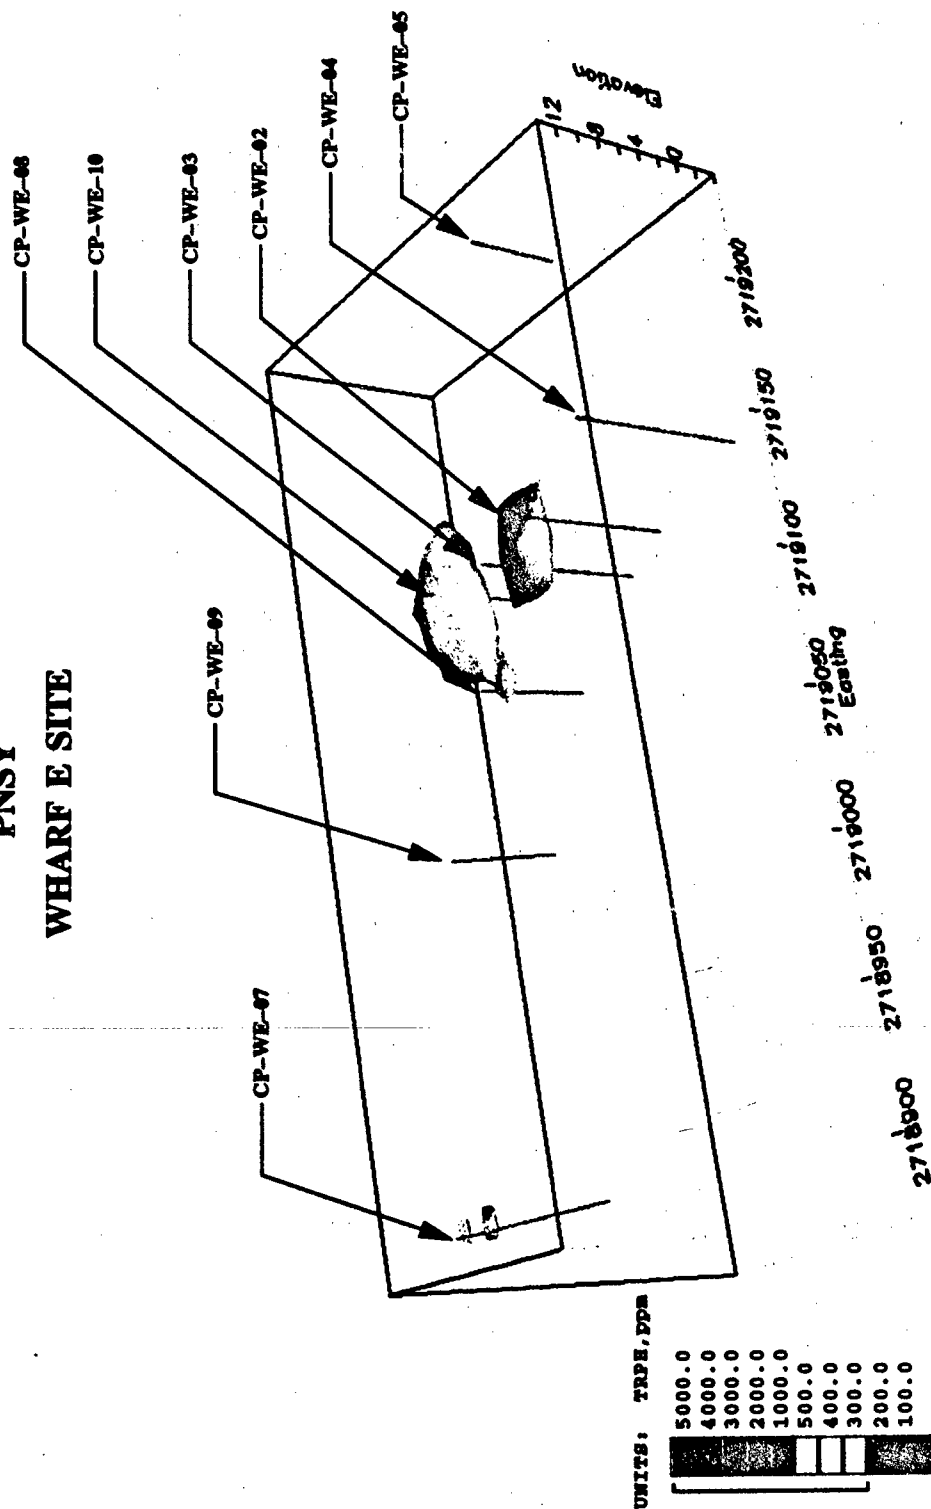 PNSY
WHARF E SITE
CP-WE-08
CP-WE-10
CP-WE-03
CP-WE-02
CP-WE-04
CP-WE-05
CP-WE-09
CP-WE-07
Elevation
12
8
4
0
2718900
2718950
2719000
2719050
2719100
2719150
2719200
Easting
UNITS: TRPH,ppm
5000.0
4000.0
3000.0
2000.0
1000.0
500.0
400.0
300.0
200.0
100.0